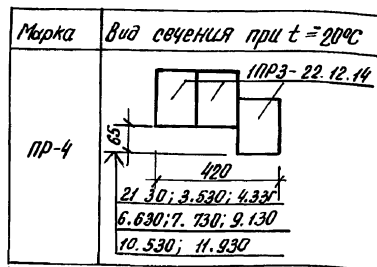 Марка
Вид сечения при t = 20°С
1ПР3-22.12.14
65
ПР-4
420
21 30; 3.530; 4.33
6.630; 7. 730; 9.130
10.530; 11.930